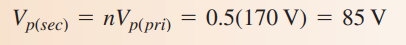 Vp(sec) = nVp(pri) = 0.5(170 V) = 85 V